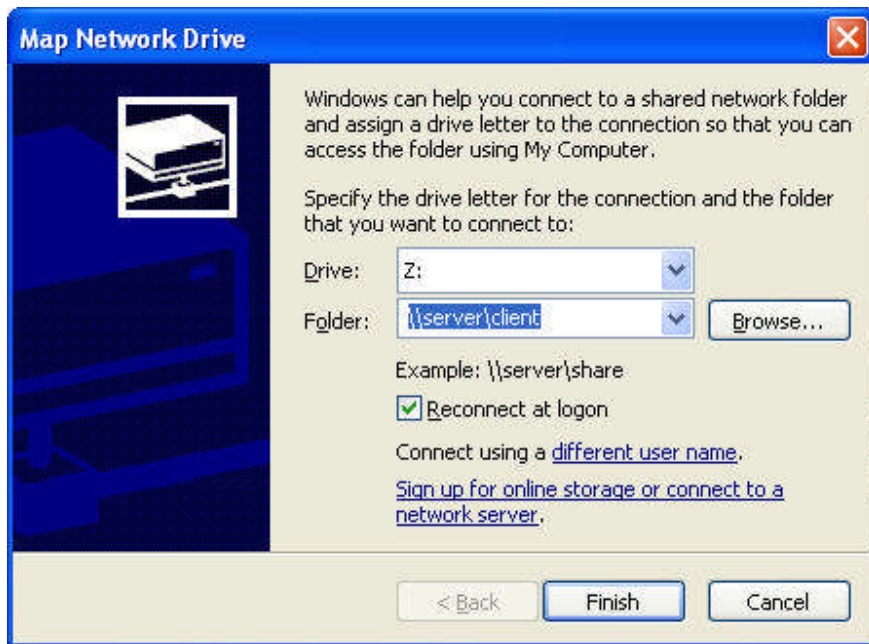 Map Network Drive
Windows can help you connect to a shared network folder
and assign a drive letter to the connection so that you can
access the folder using My Computer.
Specify the drive letter for the connection and the folder
that you want to connect to:
Drive: Z:
Folder: \\server\client Browse...
Example: \\server\share
Reconnect at logon
Connect using a different user name.
Sign up for online storage or connect to a
network server.
< Back Finish Cancel